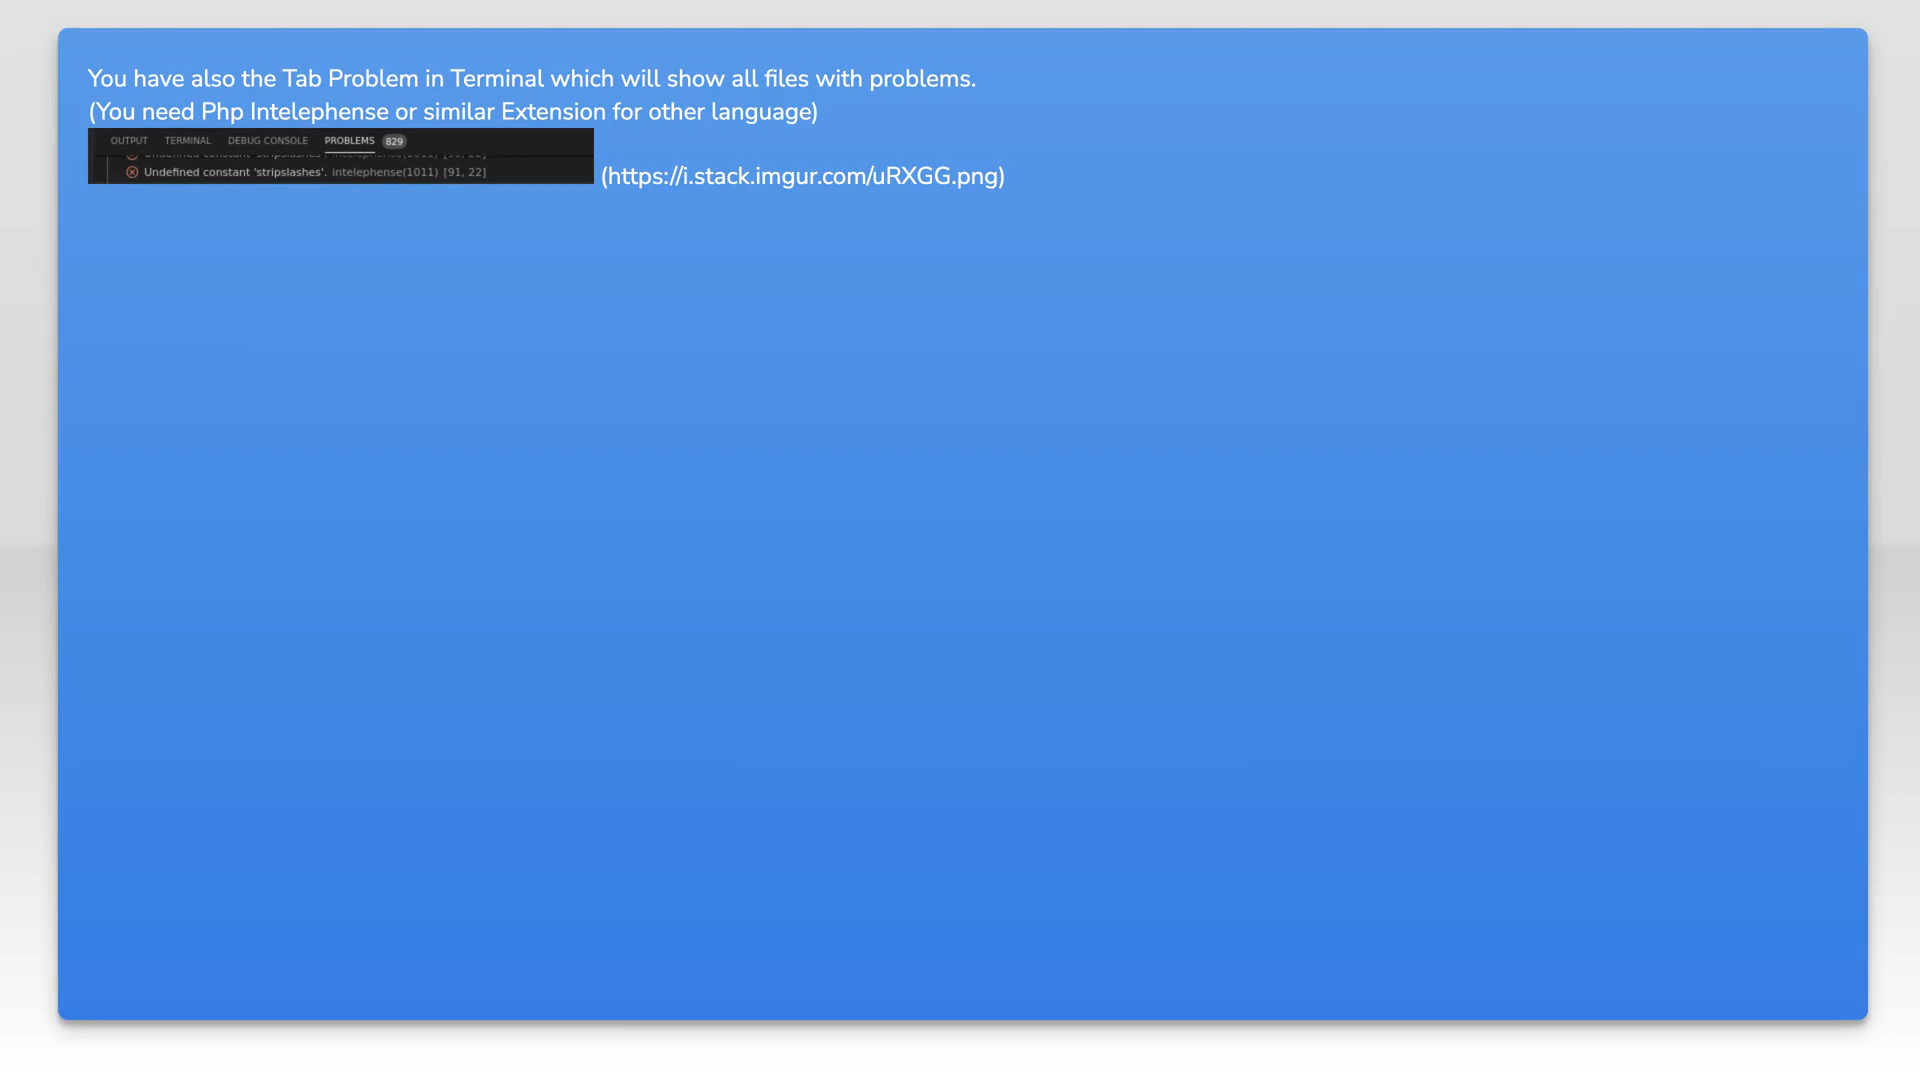 You have also the Tab Problem in Terminal which will show all files with problems.
(You need Php Intelephense or similar Extension for other language)
OUTPUT TERMINAL DEBUG CONSOLE PROBLEMS 829
Undefined constant 'stripslashes'. intelephense(1011) [91, 22]
(https://i.stack.imgur.com/uRXGG.png)